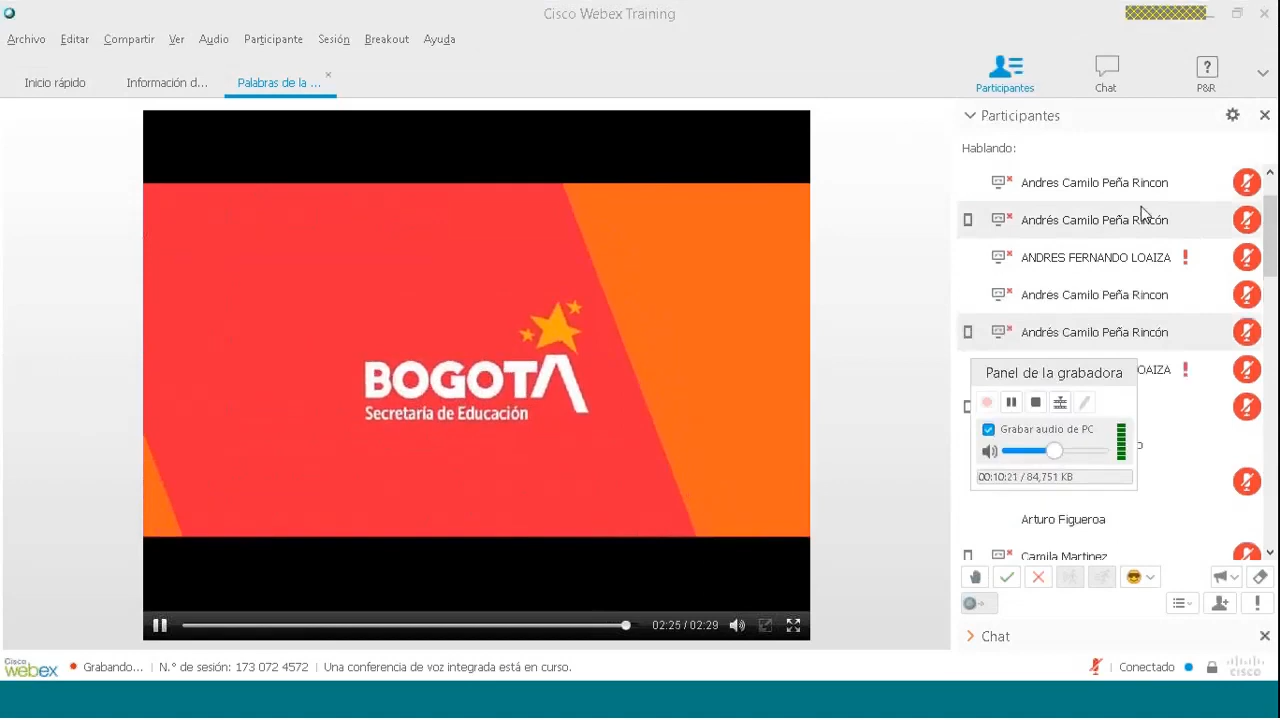 Cisco Webex Training
Archivo Editar Compartir Ver Audio Participante Sesión Breakout Ayuda
Inicio rápido Información d... Palabras de la ...
Participantes Chat P&R
Participantes
Hablando:
Andres Camilo Peña Rincon
Andrés Camilo Peña Rincón
ANDRES FERNANDO LOAIZA
Andres Camilo Peña Rincon
Andrés Camilo Peña Rincón
OAIZA
Panel de la grabadora
Grabar audio de PC
00:10:21 / 84,751 KB
Arturo Figueroa
Camila Martinez
BOGOTA
Secretaría de Educación
02:25 / 02:29
Chat
Cisco webex Grabando... N.° de sesión: 173 072 4572 Una conferencia de voz integrada está en curso. Conectado
cisco